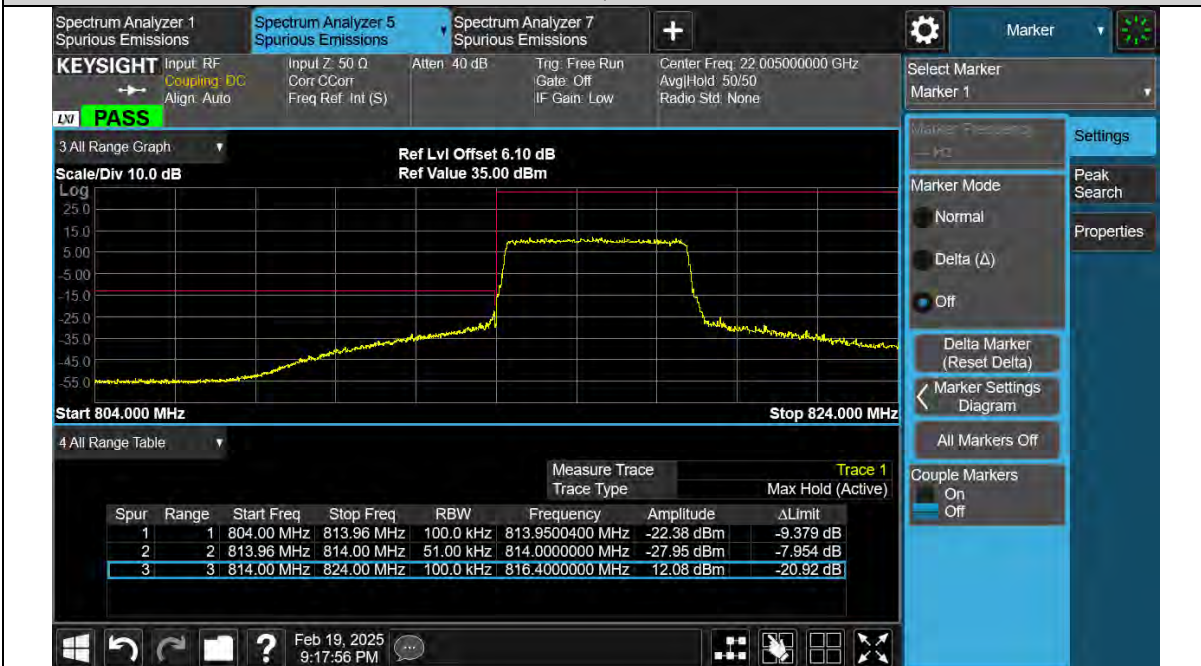 Spectrum Analyzer 1
Spurious Emissions
Spectrum Analyzer 5
Spurious Emissions
Spectrum Analyzer 7
Spurious Emissions
+
Marker
KEYSIGHT
Input: RF
Coupling: DC
Align: Auto
Input Z: 50 Ω
Corr CCorr
Freq Ref: Int (S)
Atten: 40 dB
Trig: Free Run
Gate: Off
IF Gain: Low
Center Freq: 22.005000000 GHz
Avg|Hold: 50/50
Radio Std: None
LXI PASS
3 All Range Graph
Ref Lvl Offset 6.10 dB
Scale/Div 10.0 dB
Ref Value 35.00 dBm
Log
25.0
15.0
5.00
-5.00
-15.0
-25.0
-35.0
-45.0
-55.0
Start 804.000 MHz
Stop 824.000 MHz
4 All Range Table
Measure Trace Trace 1
Trace Type Max Hold (Active)
Spur Range Start Freq Stop Freq RBW Frequency Amplitude ΔLimit
1 1 804.00 MHz 813.96 MHz 100.0 kHz 813.9500400 MHz -22.38 dBm -9.379 dB
2 2 813.96 MHz 814.00 MHz 51.00 kHz 814.0000000 MHz -27.95 dBm -7.954 dB
3 3 814.00 MHz 824.00 MHz 100.0 kHz 816.4000000 MHz 12.08 dBm -20.92 dB
Feb 19, 2025
9:17:56 PM
Select Marker
Marker 1
Marker Frequency
--- Hz
Marker Mode
Normal
Delta (Δ)
Off
Delta Marker
(Reset Delta)
Marker Settings
Diagram
All Markers Off
Couple Markers
On
Off
Settings
Peak
Search
Properties